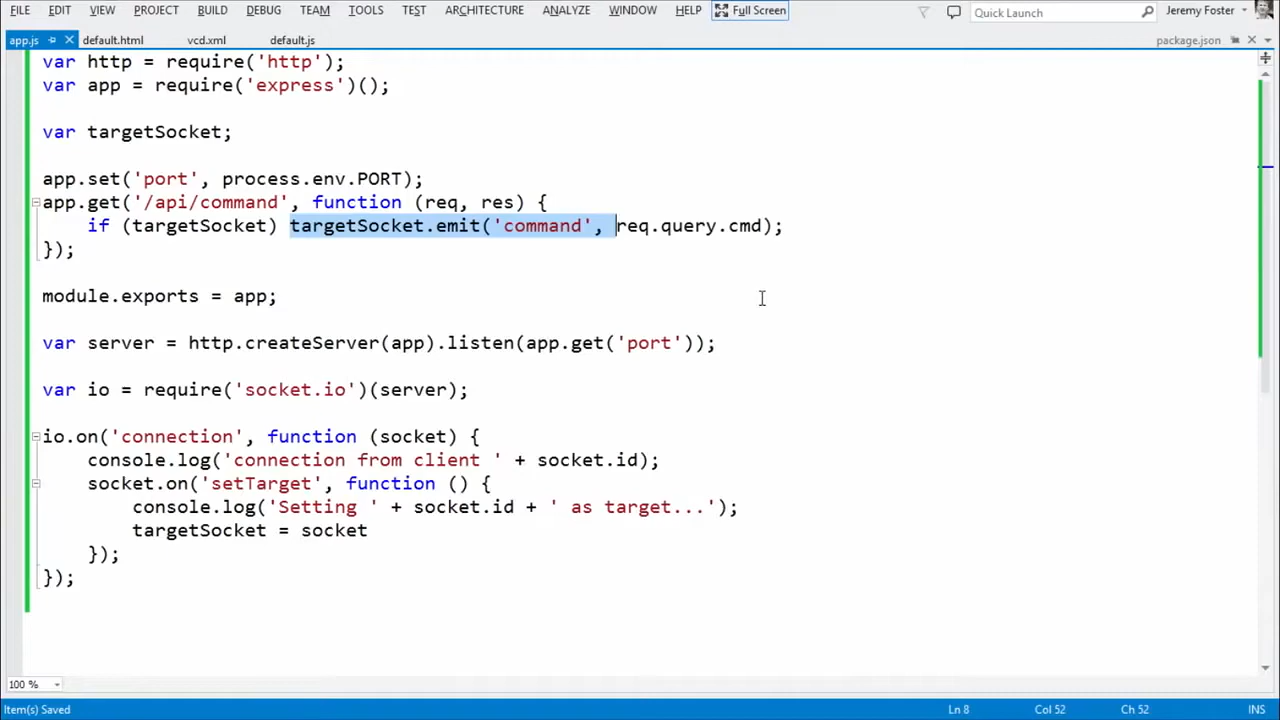 FILE EDIT VIEW PROJECT BUILD DEBUG TEAM TOOLS TEST ARCHITECTURE ANALYZE WINDOW HELP Full Screen Quick Launch Jeremy Foster
app.js default.html vcd.xml default.js package.json
var http = require('http');
var app = require('express')();
var targetSocket;
app.set('port', process.env.PORT);
app.get('/api/command', function (req, res) {
if (targetSocket) targetSocket.emit('command', req.query.cmd);
});
module.exports = app;
var server = http.createServer(app).listen(app.get('port'));
var io = require('socket.io')(server);
io.on('connection', function (socket) {
console.log('connection from client ' + socket.id);
socket.on('setTarget', function () {
console.log('Setting ' + socket.id + ' as target...');
targetSocket = socket
});
});
100 %
Item(s) Saved Ln 8 Col 52 Ch 52 INS